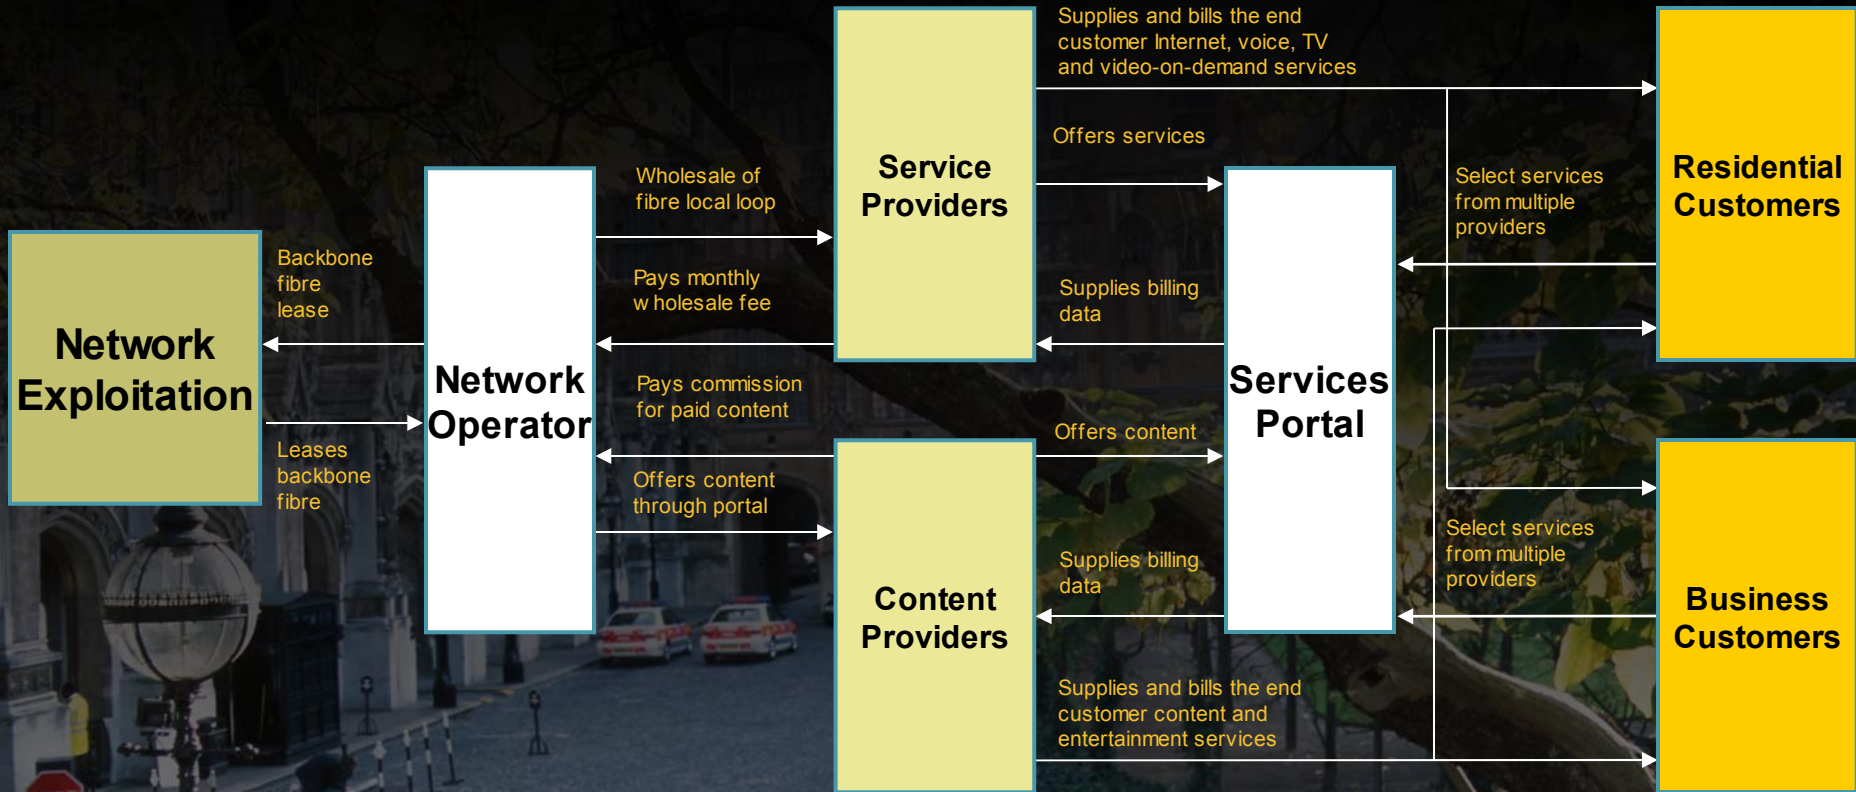 Supplies and bills the end
customer Internet, voice, TV
and video-on-demand services
Offers services
Service
Providers
Residential
Customers
Wholesale of
fibre local loop
Select services
from multiple
providers
Backbone
fibre
lease
Pays monthly
wholesale fee
Supplies billing
data
Network
Exploitation
Network
Operator
Services
Portal
Pays commission
for paid content
Offers content
Leases
backbone
fibre
Offers content
through portal
Select services
from multiple
providers
Supplies billing
data
Content
Providers
Business
Customers
Supplies and bills the end
customer content and
entertainment services